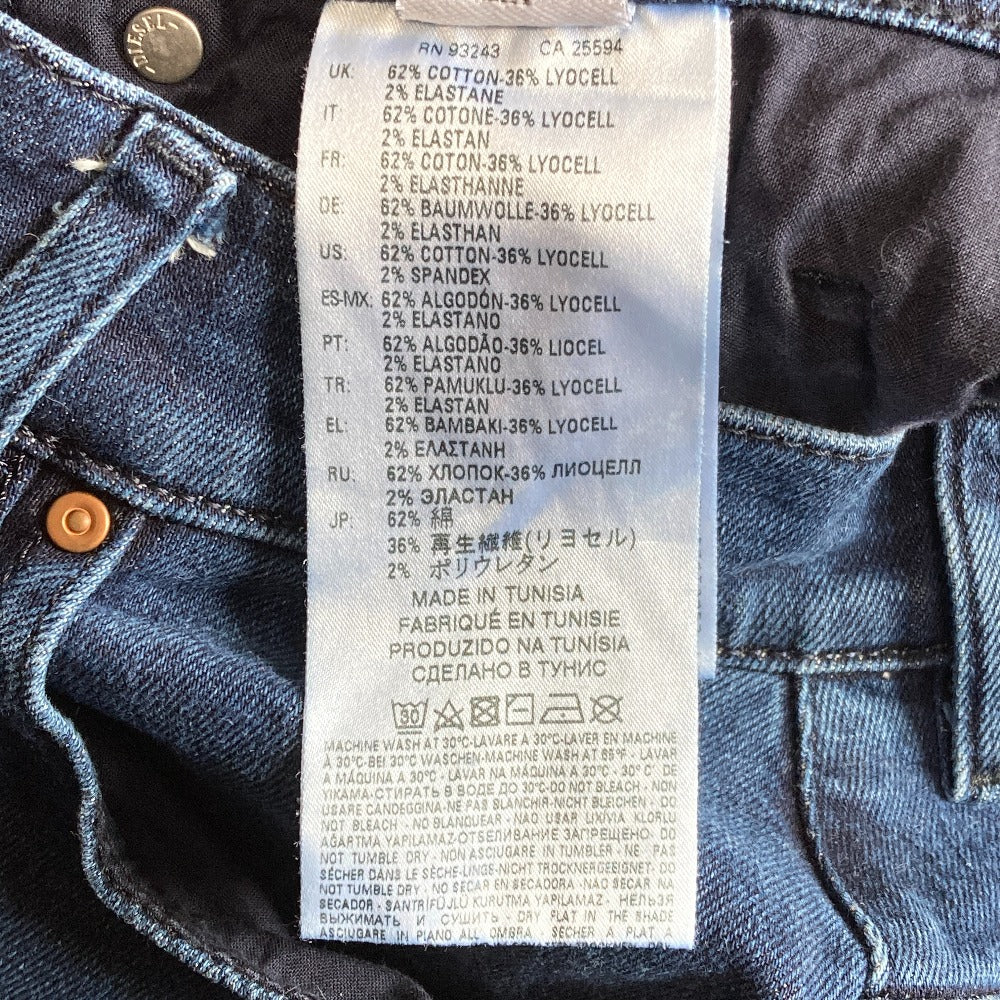 DIESEL
RN 93243 CA 25594
UK: 62% COTTON-36% LYOCELL
2% ELASTANE
IT: 62% COTONE-36% LYOCELL
2% ELASTAN
FR: 62% COTON-36% LYOCELL
2% ELASTHANNE
DE: 62% BAUMWOLLE-36% LYOCELL
2% ELASTHAN
US: 62% COTTON-36% LYOCELL
2% SPANDEX
ES-MX: 62% ALGODÓN-36% LYOCELL
2% ELASTANO
PT: 62% ALGODÃO-36% LIOCEL
2% ELASTANO
TR: 62% PAMUKLU-36% LYOCELL
2% ELASTAN
EL: 62% BAMBAKI-36% LYOCELL
2% ΕΛΑΣΤΑΝΗ
RU: 62% ХЛОПОК-36% ЛИОЦЕЛЛ
2% ЭЛАСТАН
JP: 62% 綿
36% 再生繊維(リヨセル)
2% ポリウレタン
MADE IN TUNISIA
FABRIQUÉ EN TUNISIE
PRODUZIDO NA TUNÍSIA
СДЕЛАНО В ТУНИС
30
MACHINE WASH AT 30°C-LAVARE A 30°C-LAVER EN MACHINE
À 30°C-BEI 30°C WASCHEN-MACHINE WASH AT 85°F - LAVAR
A MÁQUINA A 30°C - LAVAR NA MÁQUINA A 30°C - 30°C DE
YIKAMA-СТИРАТЬ В ВОДЕ ДО 30°C-DO NOT BLEACH - NON
USARE CANDEGGINA-NE PAS BLANCHIR-NICHT BLEICHEN - DO
NOT BLEACH - NO BLANQUEAR - NAO USAR LIXÍVIA KLORLU
AĞARTMA YAPILAMAZ-ОТБЕЛИВАНИЕ ЗАПРЕЩЕНО- DO
NOT TUMBLE DRY - NON ASCIUGARE IN TUMBLER - NE PAS
SÉCHER DANS LE SÈCHE-LINGE-NICHT TROCKNERGEEIGNET- DO
NOT TUMBLE DRY - NO SECAR EN SECADORA - NAO SECAR NA
SECADOR - SANTRİFÜJLÜ KURUTMA YAPILAMAZ - НЕЛЬЗЯ
ВЫЖИМАТЬ И СУШИТЬ - DRY FLAT IN THE SHADE
ASCIUGARE IN PIANO ALL OMBRA - SÉCHER A PLAT A